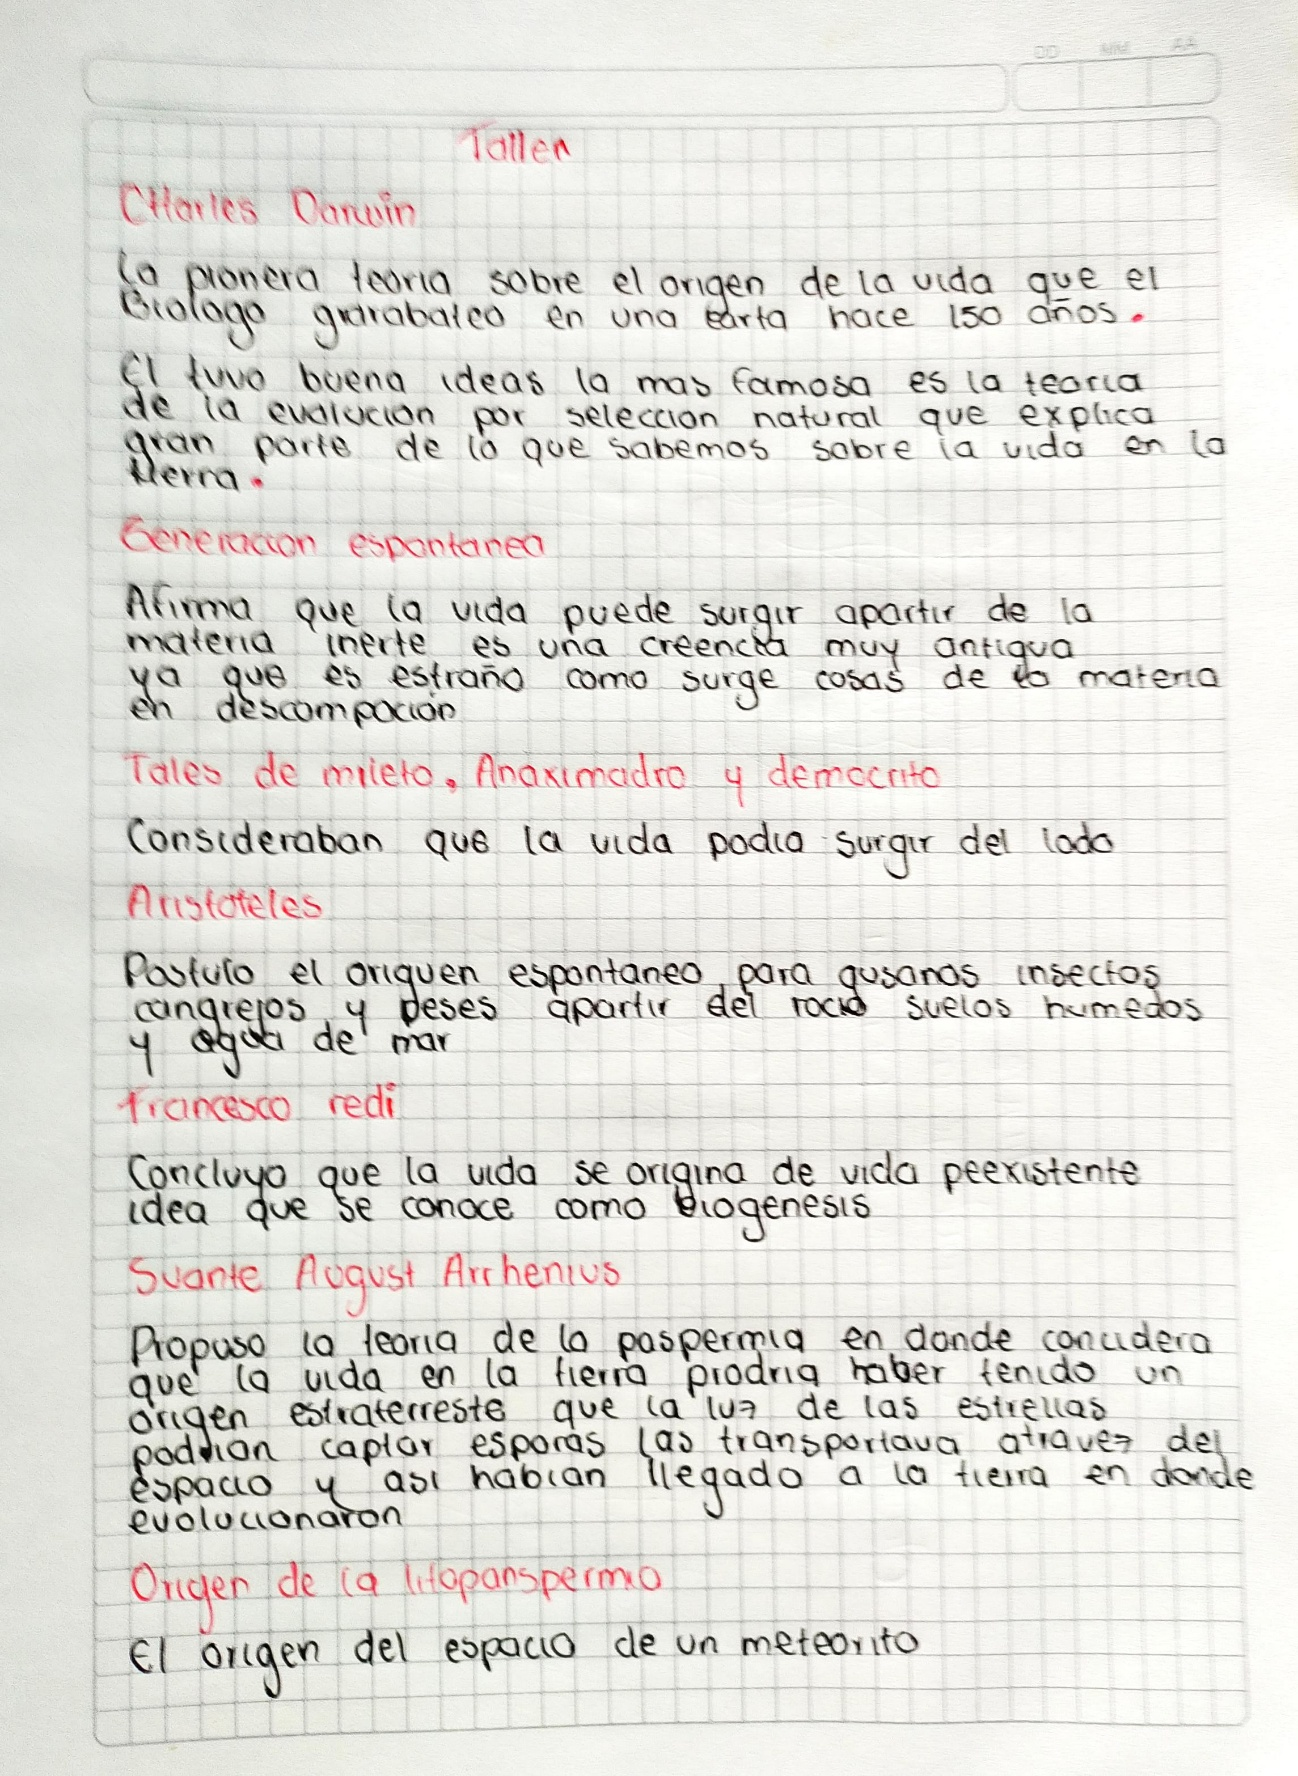 DD MM AA
Taller
CHarles Darwin
La pionera teoria sobre el origen de la vida que el
Biologo garabateo en una carta hace 150 años.
El tuvo buena ideas la mas famosa es la teoria
de la evolucion por seleccion natural que explica
gran parte de lo que sabemos sobre la vida en la
tierra.
Generacion espontanea
Afirma que la vida puede surgir apartir de la
materia inerte es una creencia muy antigua
ya que es estraño como surge cosas de la materia
en descompocion
Tales de mileto, Anaximadro y democrito
Consideraban que la vida podia surgir del lodo
Aristoteles
Postulo el origuen espontaneo para gusanos insectos
cangrejos y peses apartir del rocio suelos humedos
y agua de mar
francesco redi
Concluyo que la vida se origina de vida peexistente
idea que se conoce como biogenesis
Svante August Arrhenius
Propuso la teoria de la paspermia en donde concidera
que la vida en la tierra prodria haber tenido un
origen estraterreste que la luz de las estrellas
podrian captar esporas las transportava atravez del
espacio y asi habian llegado a la tierra en donde
evolucionaron
Origen de la litopanspermia
El origen del espacio de un meteorito